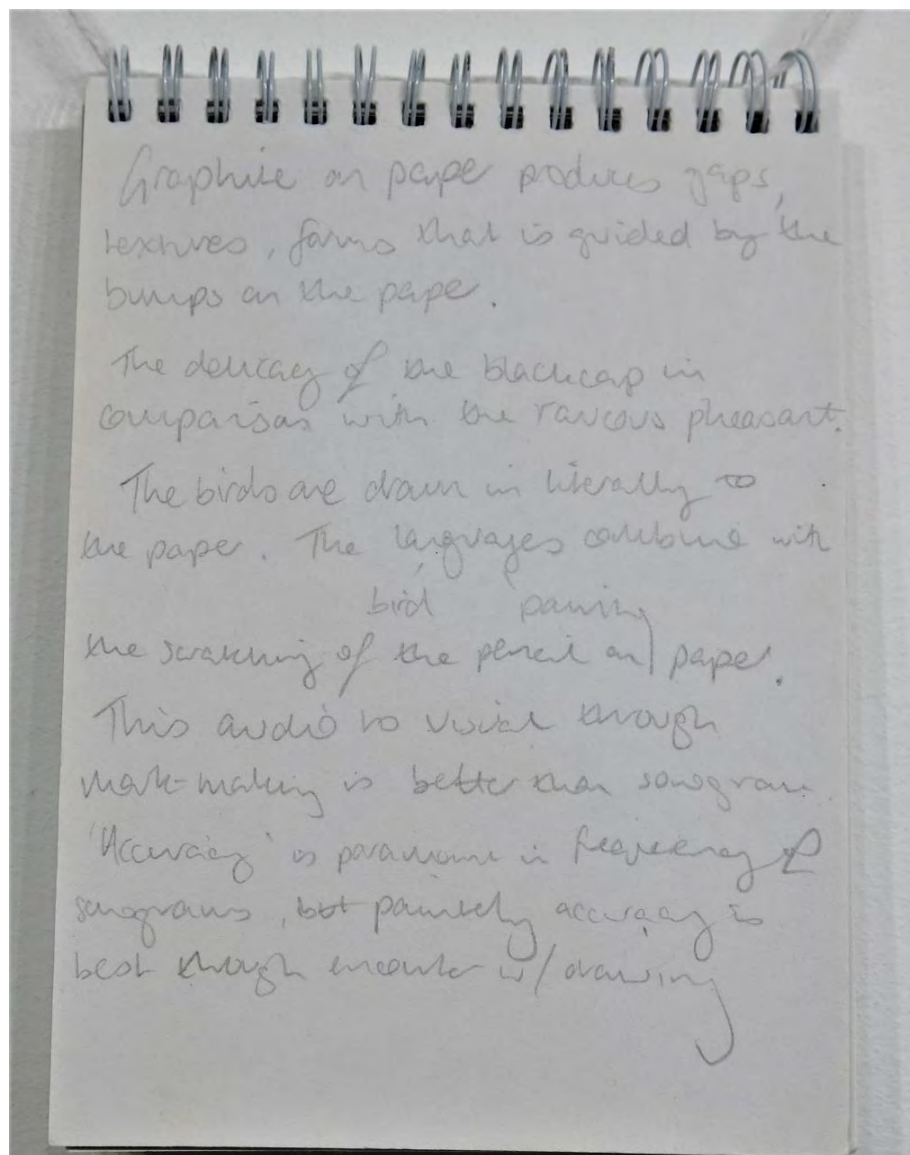 Graphite on paper produces gaps,
textures, forms that is guided by the
bumps on the paper.
The delicacy of the blackcap in
comparison with the raucous pheasant.
The birds are drawn in literally to
the paper. The languages combine with
bird painting
the scratching of the pencil on paper.
This audio to visual through
mark-making is better than sonogram.
'Accuracy' is paramount in frequency of
sonograms, but painterly accuracy is
best through encounter w/ drawing